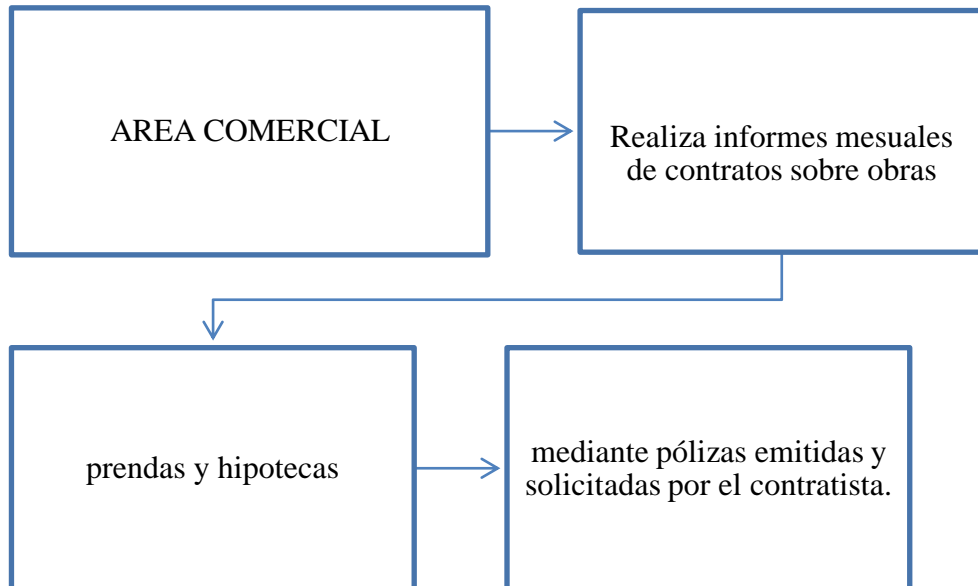 AREA COMERCIAL
Realiza informes mesuales
de contratos sobre obras
prendas y hipotecas
mediante pólizas emitidas y
solicitadas por el contratista.